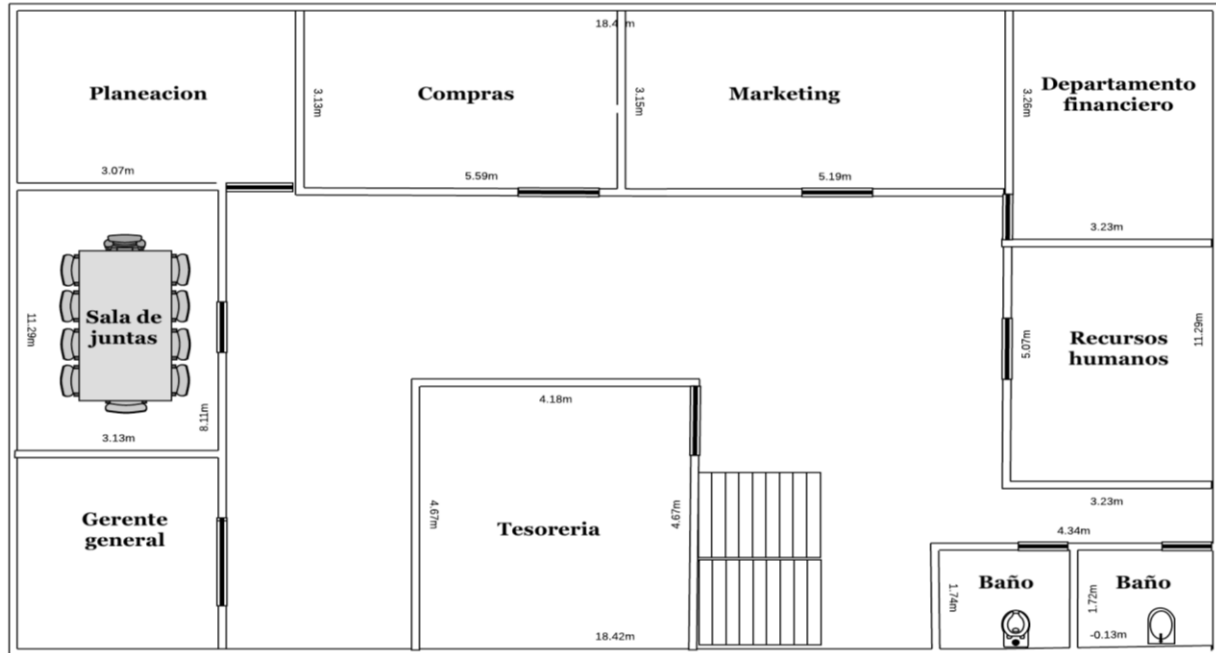 18.4 m
Planeacion
Compras
Marketing
Departamento
financiero
3.13m
3.15m
3.26m
3.07m
5.59m
5.19m
3.23m
Sala de
juntas
11.29m
8.11m
3.13m
5.07m
Recursos
humanos
11.29m
4.18m
4.67m
4.67m
Tesoreria
Gerente
general
3.23m
4.34m
Baño
Baño
1.74m
1.72m
-0.13m
18.42m